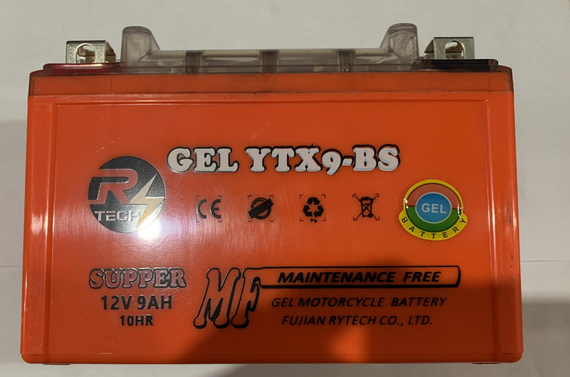 GEL YTX9-BS
R
TECH
CE
Pb
GEL
BATTERY
SUPPER
12V 9AH
10HR
MF
MAINTENANCE FREE
GEL MOTORCYCLE BATTERY
FUJIAN RYTECH CO., LTD.